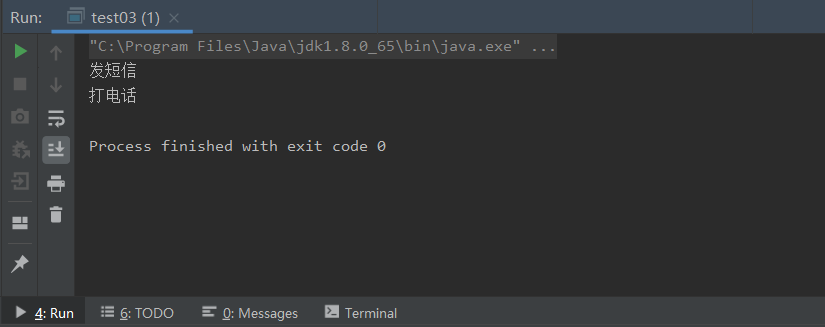 Run: test03 (1)
"C:\Program Files\Java\jdk1.8.0_65\bin\java.exe" ...
发短信
打电话
Process finished with exit code 0
4: Run 6: TODO 0: Messages Terminal